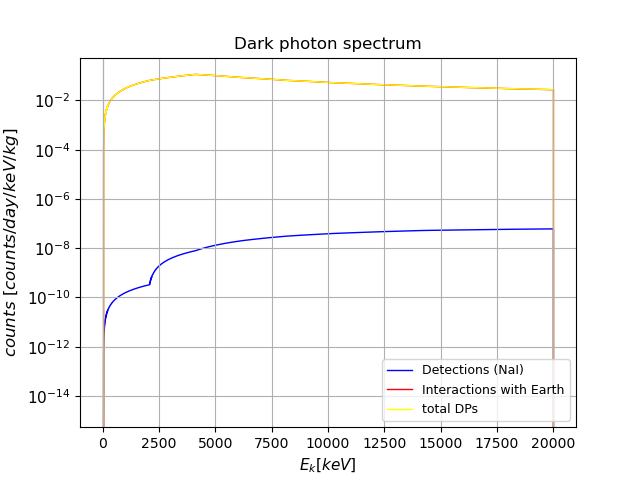 Dark photon spectrum
counts [counts/day/keV/kg]
10⁻²
10⁻⁴
10⁻⁶
10⁻⁸
10⁻¹⁰
10⁻¹²
10⁻¹⁴
Detections (NaI)
Interactions with Earth
total DPs
0 2500 5000 7500 10000 12500 15000 17500 20000
Eₖ[keV]